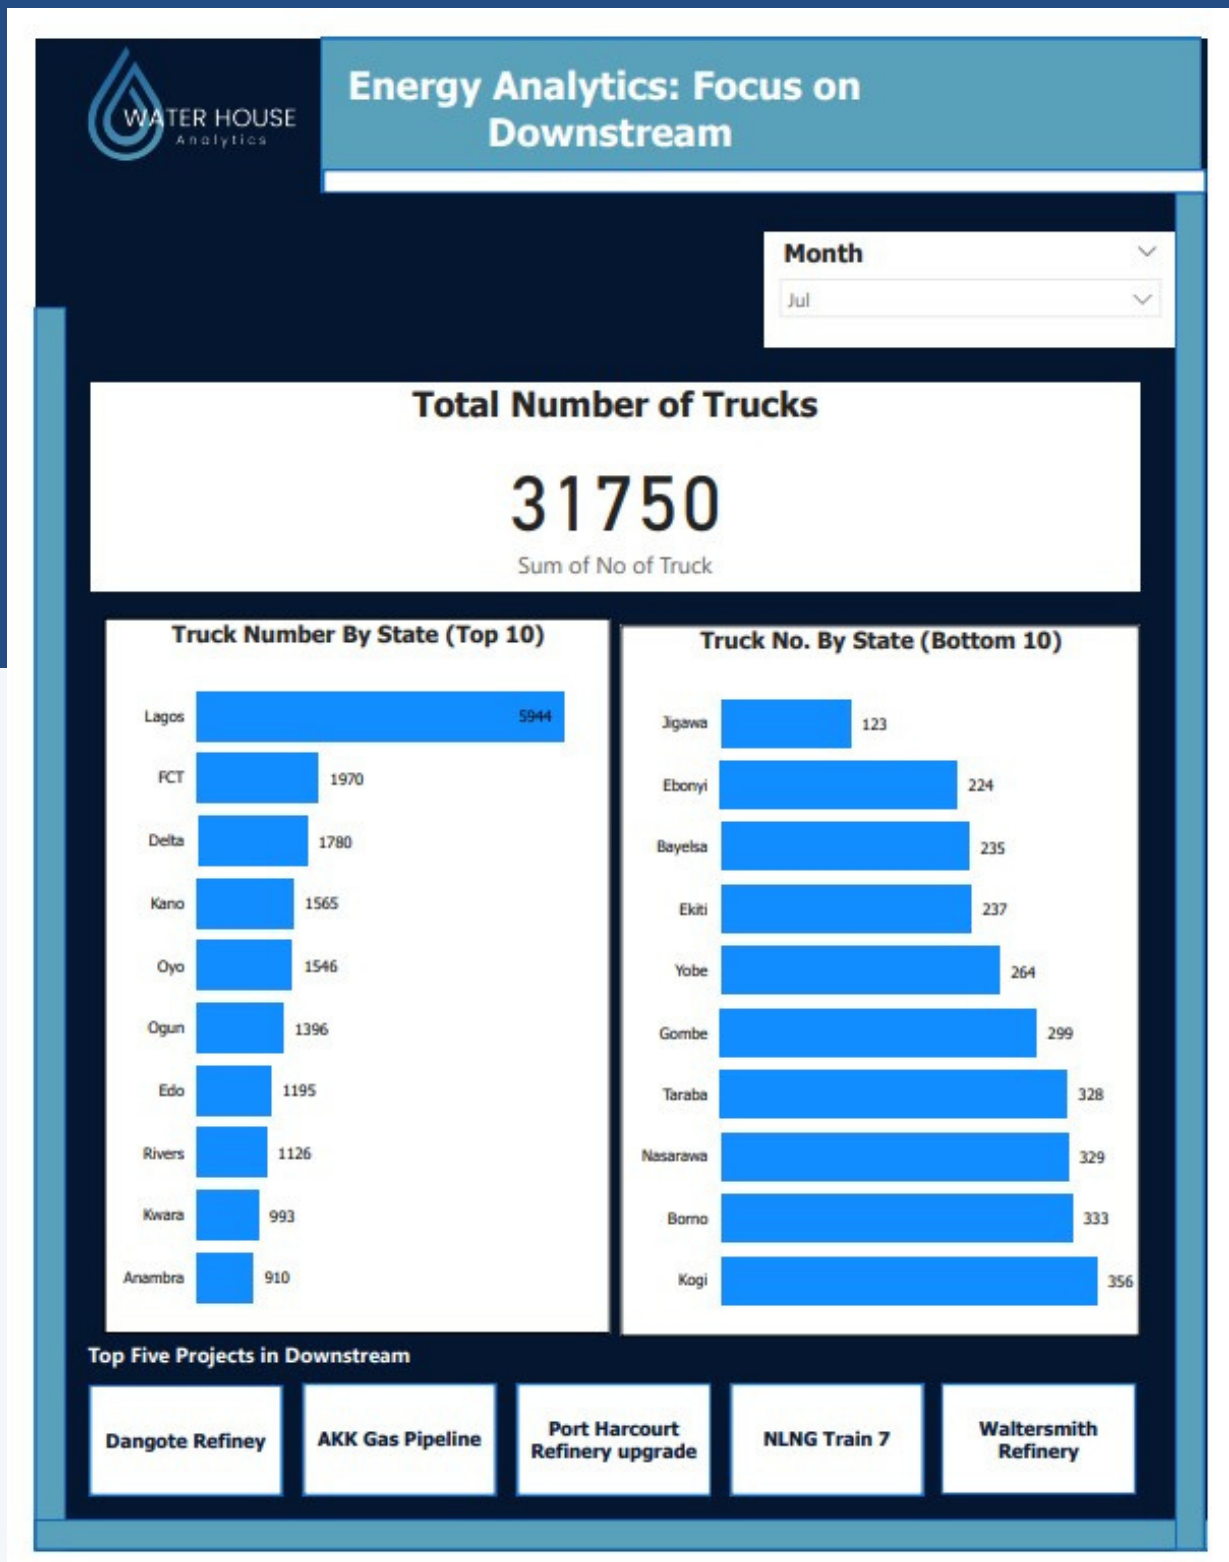 WATER HOUSE
Analytics
Energy Analytics: Focus on
Downstream
Month
Jul
Total Number of Trucks
31750
Sum of No of Truck
Truck Number By State (Top 10)
Lagos 5944
FCT 1970
Delta 1780
Kano 1565
Oyo 1546
Ogun 1396
Edo 1195
Rivers 1126
Kwara 993
Anambra 910
Truck No. By State (Bottom 10)
Jigawa 123
Ebonyi 224
Bayelsa 235
Ekiti 237
Yobe 264
Gombe 299
Taraba 328
Nasarawa 329
Borno 333
Kogi 356
Top Five Projects in Downstream
Dangote Refiney
AKK Gas Pipeline
Port Harcourt
Refinery upgrade
NLNG Train 7
Waltersmith
Refinery